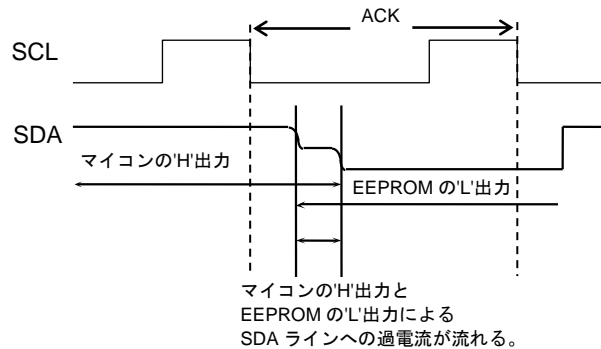 ACK
SCL
SDA
マイコンの'H'出力
EEPROM の'L'出力
マイコンの'H'出力と
EEPROM の'L'出力による
SDA ラインへの過電流が流れる。